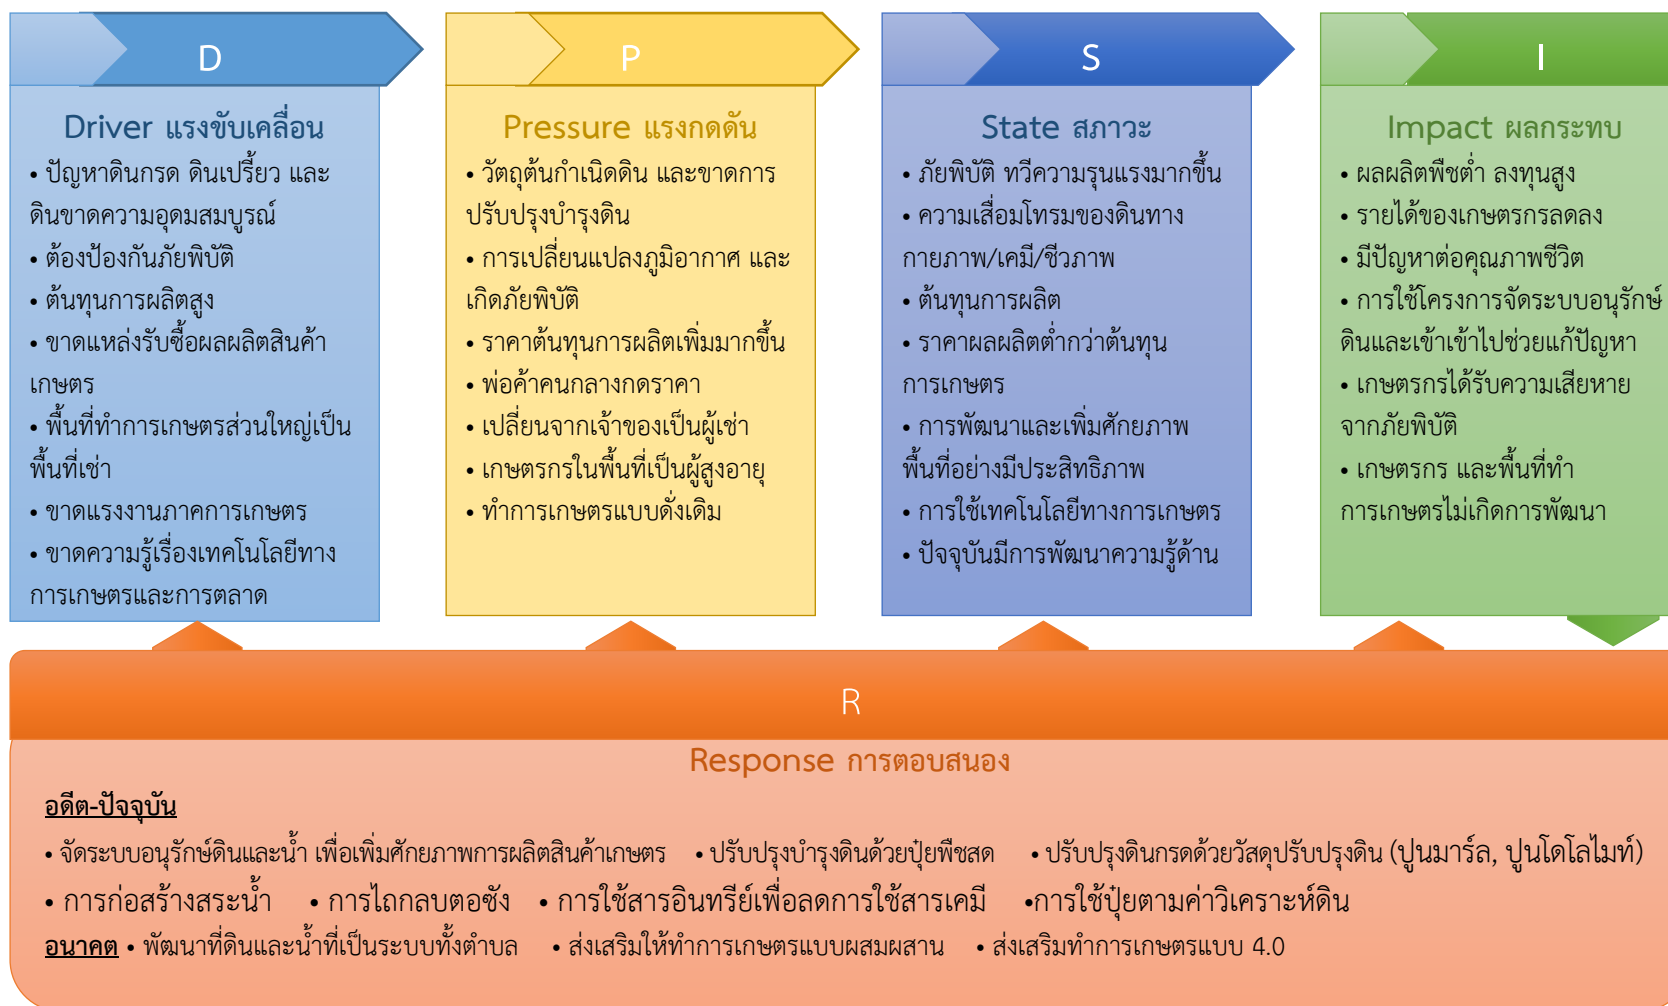 D
Driver แรงขับเคลื่อน
• ปัญหาดินกรด ดินเปรี้ยว และ
ดินขาดความอุดมสมบูรณ์
• ต้องป้องกันภัยพิบัติ
• ต้นทุนการผลิตสูง
• ขาดแหล่งรับซื้อผลผลิตสินค้า
เกษตร
• พื้นที่ทำการเกษตรส่วนใหญ่เป็น
พื้นที่เช่า
• ขาดแรงงานภาคการเกษตร
• ขาดความรู้เรื่องเทคโนโลยีทาง
การเกษตรและการตลาด
P
Pressure แรงกดดัน
• วัตถุต้นกำเนิดดิน และขาดการ
ปรับปรุงบำรุงดิน
• การเปลี่ยนแปลงภูมิอากาศ และ
เกิดภัยพิบัติ
• ราคาต้นทุนการผลิตเพิ่มมากขึ้น
• พ่อค้าคนกลางกดราคา
• เปลี่ยนจากเจ้าของเป็นผู้เช่า
• เกษตรกรในพื้นที่เป็นผู้สูงอายุ
• ทำการเกษตรแบบดั่งเดิม
S
State สภาวะ
• ภัยพิบัติ ทวีความรุนแรงมากขึ้น
• ความเสื่อมโทรมของดินทาง
กายภาพ/เคมี/ชีวภาพ
• ต้นทุนการผลิต
• ราคาผลผลิตต่ำกว่าต้นทุน
การเกษตร
• การพัฒนาและเพิ่มศักยภาพ
พื้นที่อย่างมีประสิทธิภาพ
• การใช้เทคโนโลยีทางการเกษตร
• ปัจจุบันมีการพัฒนาความรู้ด้าน
I
Impact ผลกระทบ
• ผลผลิตพืชต่ำ ลงทุนสูง
• รายได้ของเกษตรกรลดลง
• มีปัญหาต่อคุณภาพชีวิต
• การใช้โครงการจัดระบบอนุรักษ์
ดินและเข้าเข้าไปช่วยแก้ปัญหา
• เกษตรกรได้รับความเสียหาย
จากภัยพิบัติ
• เกษตรกร และพื้นที่ทำ
การเกษตรไม่เกิดการพัฒนา
R
Response การตอบสนอง
อดีต-ปัจจุบัน
• จัดระบบอนุรักษ์ดินและน้ำ เพื่อเพิ่มศักยภาพการผลิตสินค้าเกษตร • ปรับปรุงบำรุงดินด้วยปุ๋ยพืชสด • ปรับปรุงดินกรดด้วยวัสดุปรับปรุงดิน (ปูนมาร์ล, ปูนโดโลไมท์)
• การก่อสร้างสระน้ำ • การไถกลบตอซัง • การใช้สารอินทรีย์เพื่อลดการใช้สารเคมี •การใช้ปุ๋ยตามค่าวิเคราะห์ดิน
อนาคต • พัฒนาที่ดินและน้ำที่เป็นระบบทั้งตำบล • ส่งเสริมให้ทำการเกษตรแบบผสมผสาน • ส่งเสริมทำการเกษตรแบบ 4.0